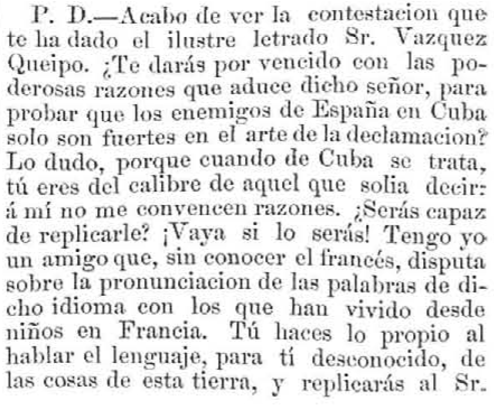 P. D.—Acabo de ver la contestacion que
te ha dado el ilustre letrado Sr. Vazquez
Queipo. ¿Te darás por vencido con las po-
derosas razones que aduce dicho señor, para
probar que los enemigos de España en Cuba
solo son fuertes en el arte de la declamacion?
Lo dudo, porque cuando de Cuba se trata,
tú eres del calibre de aquel que solia decir:
á mí no me convencen razones. ¿Serás capaz
de replicarle? ¡Vaya si lo serás! Tengo yo
un amigo que, sin conocer el francés, disputa
sobre la pronunciacion de las palabras de di-
cho idioma con los que han vivido desde
niños en Francia. Tú haces lo propio al
hablar el lenguaje, para tí desconocido, de
las cosas de esta tierra, y replicarás al Sr.